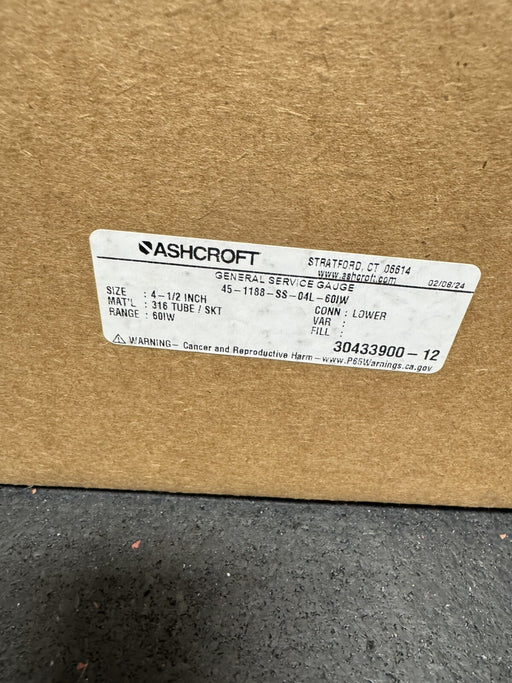 ASHCROFT
STRATFORD, CT .06614
www.ashcroft.com
02/08/24
GENERAL SERVICE GAUGE
45-1188-SS-04L-60IW
SIZE : 4-1/2 INCH
MAT'L : 316 TUBE / SKT
RANGE : 60IW
CONN : LOWER
VAR :
FILL :
30433900-12
⚠ WARNING- Cancer and Reproductive Harm-www.P65Warnings.ca.gov